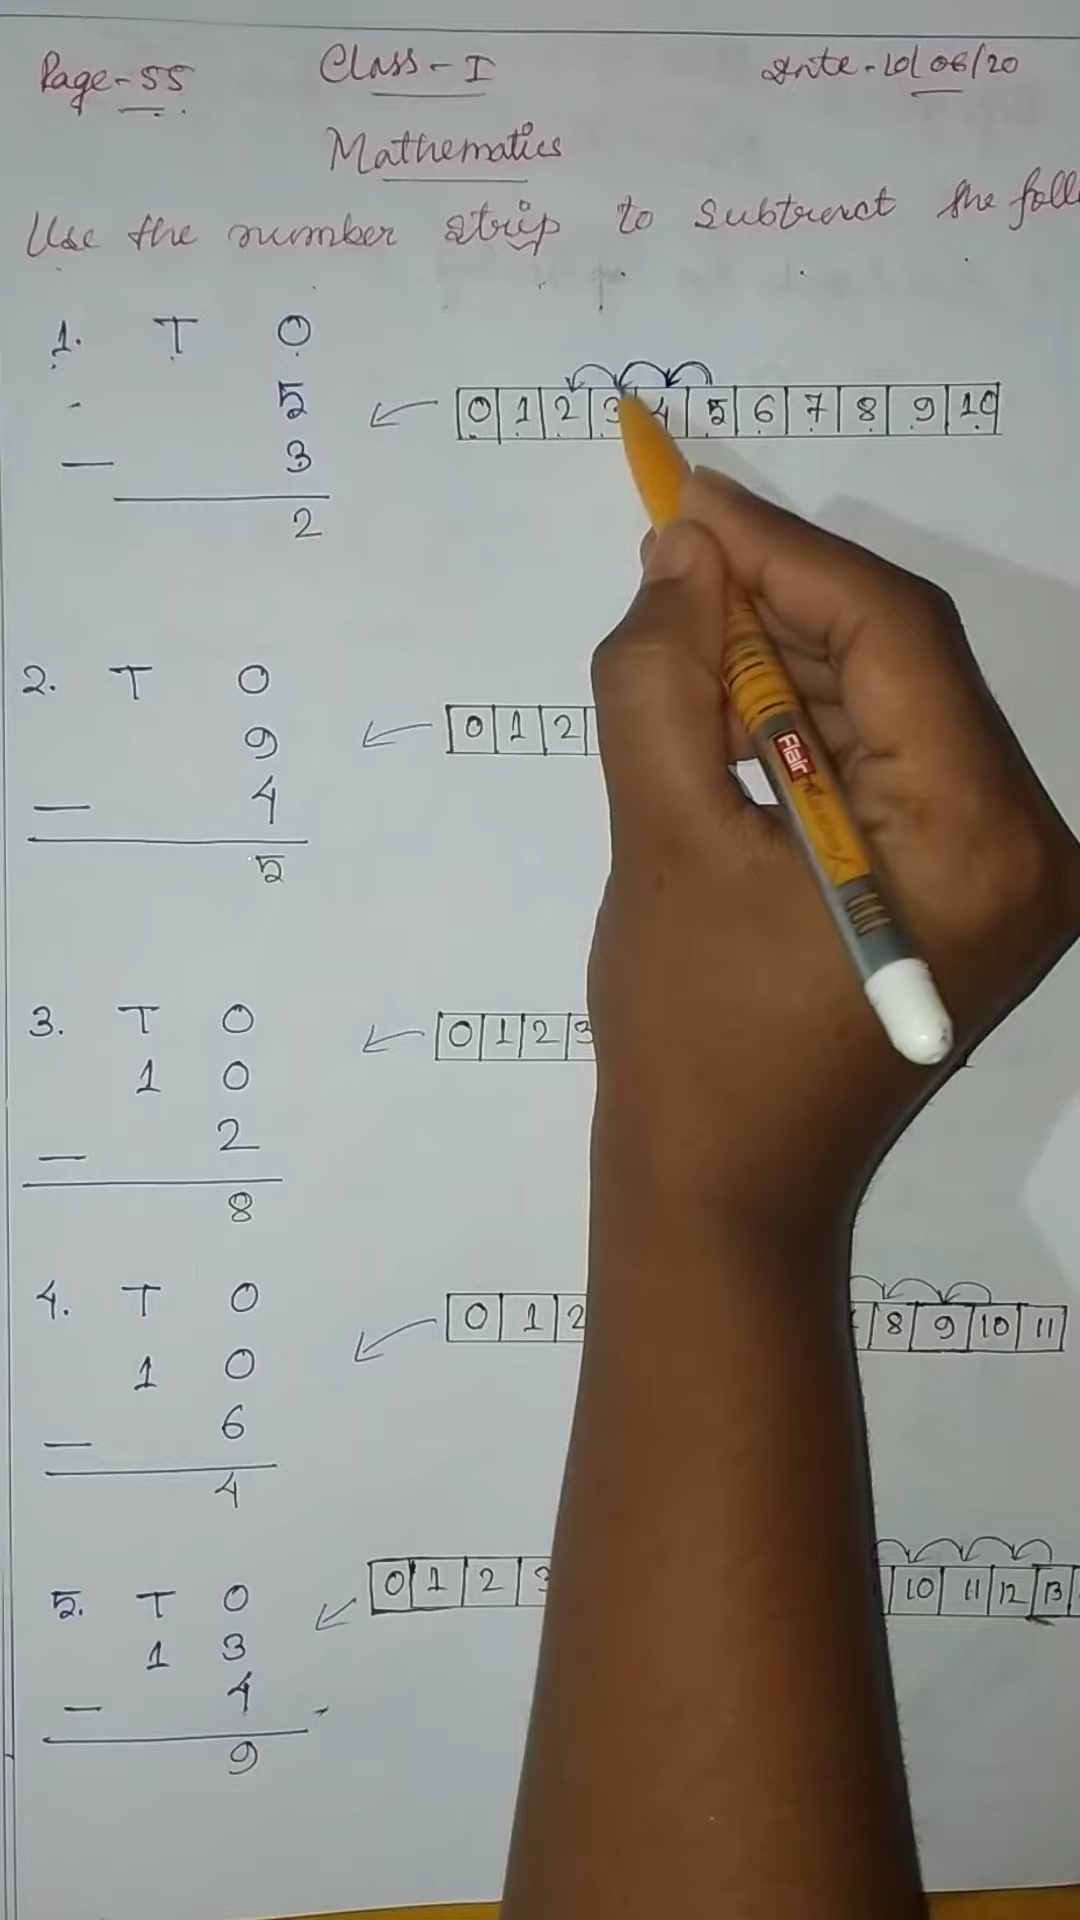 Page-55 Class-I Date-10/06/20
Mathematics
Use the number strip to subtract the foll
1. T O
5
— 3
2
0 1 2 3 4 5 6 7 8 9 10
2. T O
9
— 4
5
0 1 2
3. T O
1 0
— 2
8
0 1 2 3
4. T O
1 0
— 6
4
0 1 2 8 9 10 11
5. T O
1 3
— 4
9
0 1 2 3 10 11 12 13
Flair